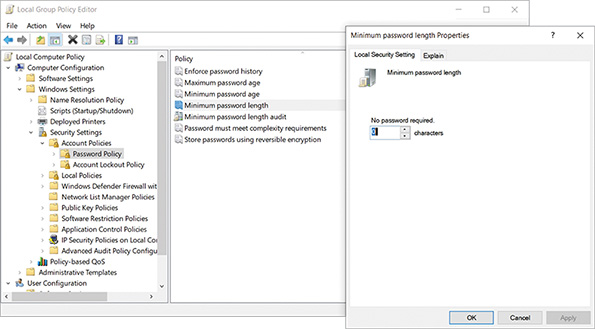 Local Group Policy Editor
File Action View Help
Local Computer Policy
Computer Configuration
Software Settings
Windows Settings
Name Resolution Policy
Scripts (Startup/Shutdown)
Deployed Printers
Security Settings
Account Policies
Password Policy
Account Lockout Policy
Local Policies
Windows Defender Firewall wit
Network List Manager Policies
Public Key Policies
Software Restriction Policies
Application Control Policies
IP Security Policies on Local Co
Advanced Audit Policy Configu
Policy-based QoS
Administrative Templates
User Configuration
Policy
Enforce password history
Maximum password age
Minimum password age
Minimum password length
Minimum password length audit
Password must meet complexity requirements
Store passwords using reversible encryption
Minimum password length Properties
Local Security Setting Explain
Minimum password length
No password required.
0 characters
OK Cancel Apply